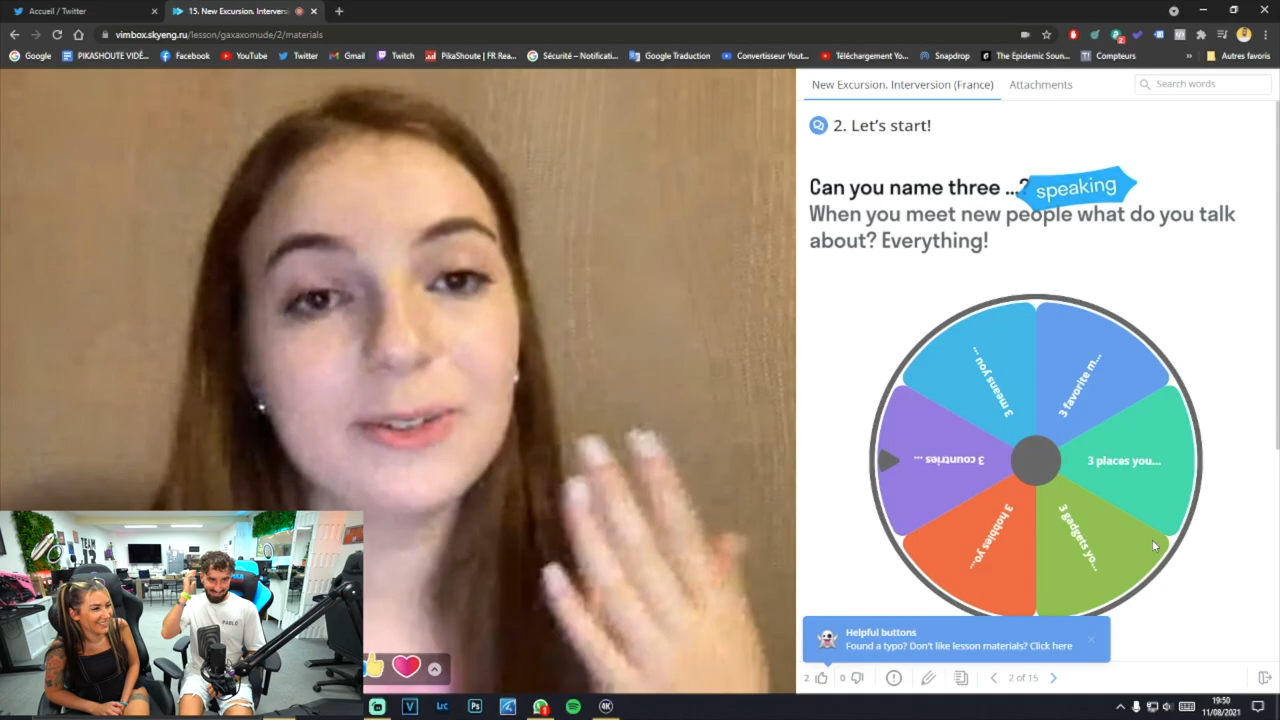 Accueil / Twitter
15. New Excursion. Interversi
vimbox.skyeng.ru/lesson/gaxaxomude/2/materials
Google
PIKASHOUTE VIDÉ...
Facebook
YouTube
Twitter
Gmail
Twitch
PikaShoute | FR Rea...
Sécurité – Notificati...
Google Traduction
Convertisseur Yout...
Téléchargement Yo...
Snapdrop
The Epidemic Soun...
Compteurs
Autres favoris
New Excursion. Interversion (France)
Attachments
Search words
2. Let's start!
Can you name three ...?
speaking
When you meet new people what do you talk
about? Everything!
3 means you ...
3 favorite m...
3 countries ...
3 places you...
3 hobbies yo...
3 gadgets yo...
Helpful buttons
Found a typo? Don't like lesson materials? Click here
2
0
2 of 15
PABLO
TEAM
Lrc
Ps
4K
19:50
11/08/2021